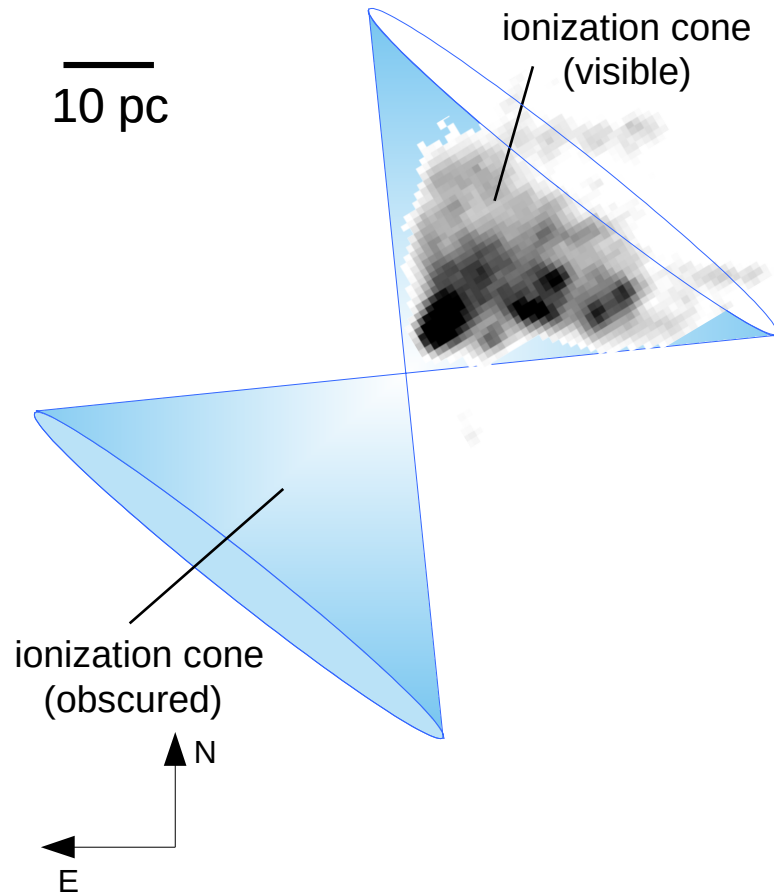 ionization cone
(visible)
10 pc
ionization cone
(obscured)
N
E